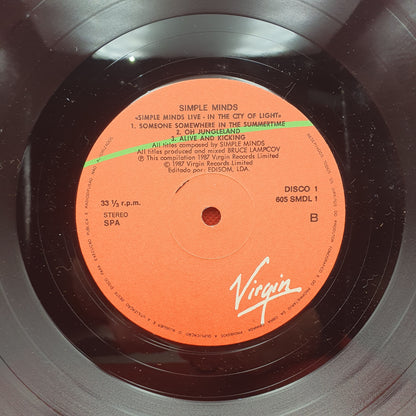 SIMPLE MINDS
«SIMPLE MINDS LIVE - IN THE CITY OF LIGHT»
1. SOMEONE SOMEWHERE IN THE SUMMERTIME
2. OH JUNGLELAND
3. ALIVE AND KICKING
All titles composed by SIMPLE MINDS
All titles produced and mixed BRUCE LAMPCOV
℗ This compilation 1987 Virgin Records Limited
© 1987 Virgin Records Limited
Editado por: EDISOM, LDA.
33 ⅓ r.p.m.
DISCO 1
605 SMDL 1
STEREO
SPA
B
Virgin